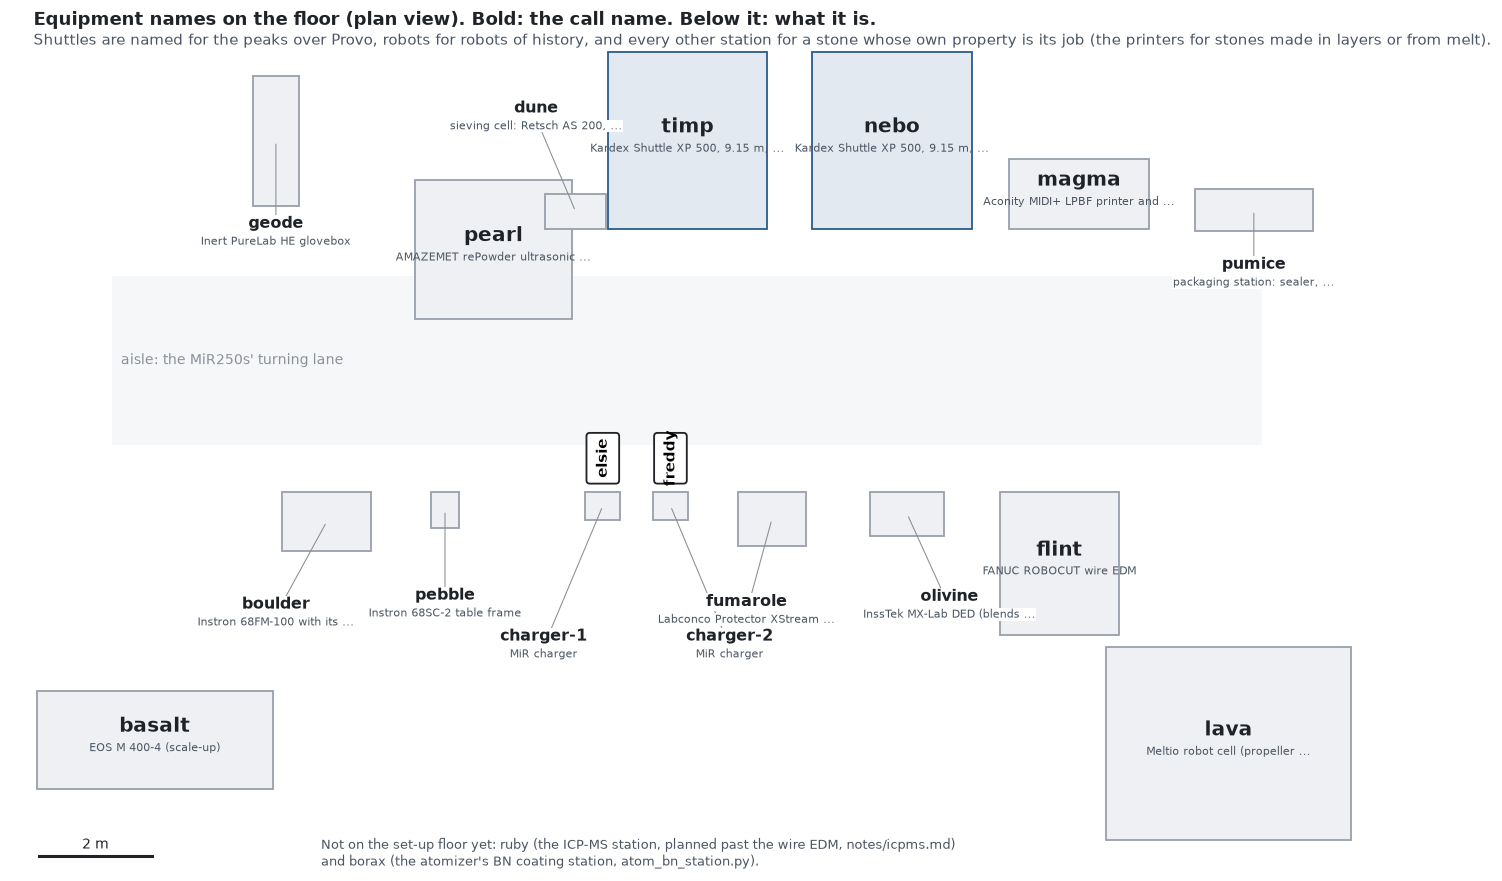 Equipment names on the floor (plan view). Bold: the call name. Below it: what it is.
Shuttles are named for the peaks over Provo, robots for robots of history, and every other station for a stone whose own property is its job (the printers for stones made in layers or from melt).
dune
sieving cell: Retsch AS 200, ...
timp
Kardex Shuttle XP 500, 9.15 m, ...
nebo
Kardex Shuttle XP 500, 9.15 m, ...
magma
Aconity MIDI+ LPBF printer and ...
geode
Inert PureLab HE glovebox
pearl
AMAZEMET rePowder ultrasonic ...
pumice
packaging station: sealer, ...
aisle: the MiR250s' turning lane
elsie
freddy
boulder
Instron 68FM-100 with its ...
pebble
Instron 68SC-2 table frame
charger-1
MiR charger
fumarole
Labconco Protector XStream ...
charger-2
MiR charger
olivine
InssTek MX-Lab DED (blends ...
flint
FANUC ROBOCUT wire EDM
basalt
EOS M 400-4 (scale-up)
lava
Meltio robot cell (propeller ...
2 m
Not on the set-up floor yet: ruby (the ICP-MS station, planned past the wire EDM, notes/icpms.md)
and borax (the atomizer's BN coating station, atom_bn_station.py).